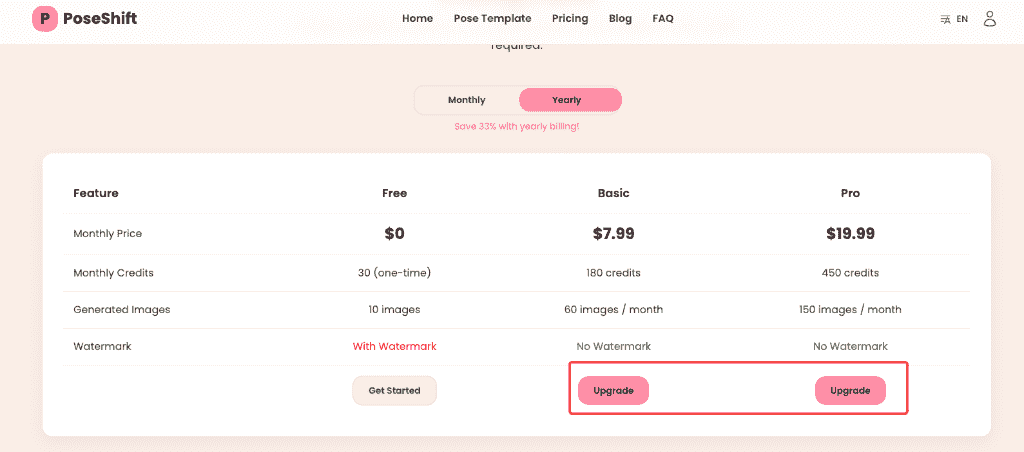 P PoseShift Home Pose Template Pricing Blog FAQ EN
required.
Monthly Yearly
Save 33% with yearly billing!
Feature Free Basic Pro
Monthly Price $0 $7.99 $19.99
Monthly Credits 30 (one-time) 180 credits 450 credits
Generated Images 10 images 60 images / month 150 images / month
Watermark With Watermark No Watermark No Watermark
Get Started Upgrade Upgrade